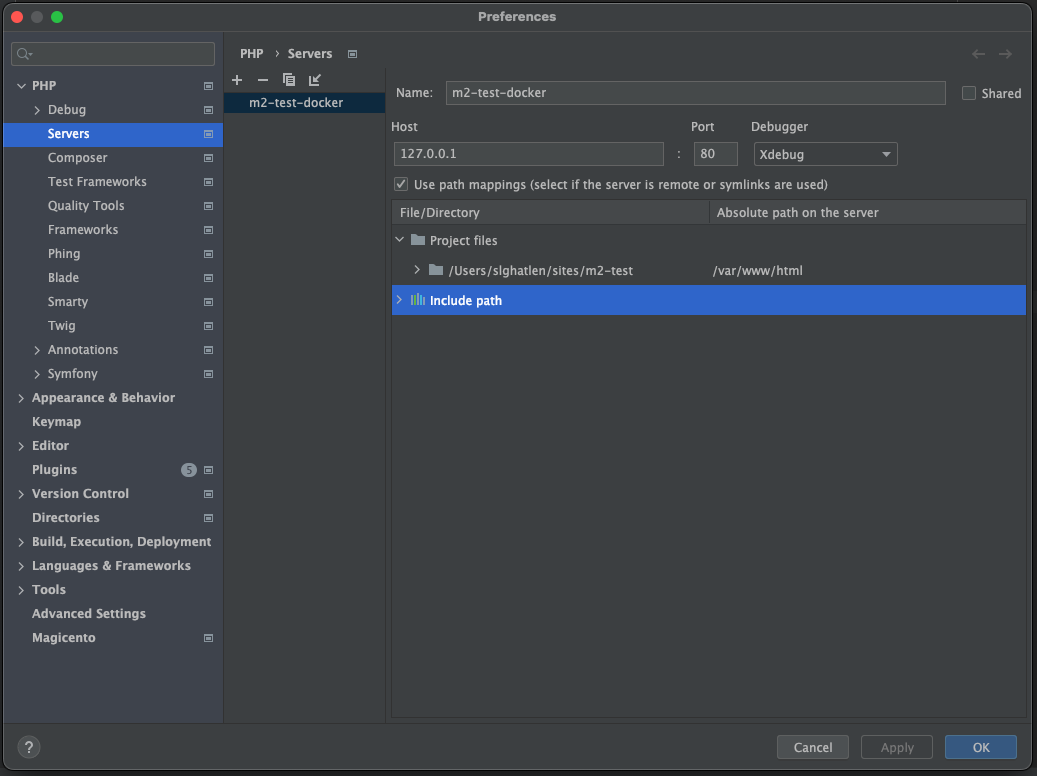 Preferences
PHP › Servers
PHP
Debug
Servers
Composer
Test Frameworks
Quality Tools
Frameworks
Phing
Blade
Smarty
Twig
Annotations
Symfony
Appearance & Behavior
Keymap
Editor
Plugins 5
Version Control
Directories
Build, Execution, Deployment
Languages & Frameworks
Tools
Advanced Settings
Magicento
m2-test-docker
Name: m2-test-docker Shared
Host Port Debugger
127.0.0.1 : 80 Xdebug
Use path mappings (select if the server is remote or symlinks are used)
File/Directory Absolute path on the server
Project files
/Users/slghatlen/sites/m2-test /var/www/html
Include path
? Cancel Apply OK